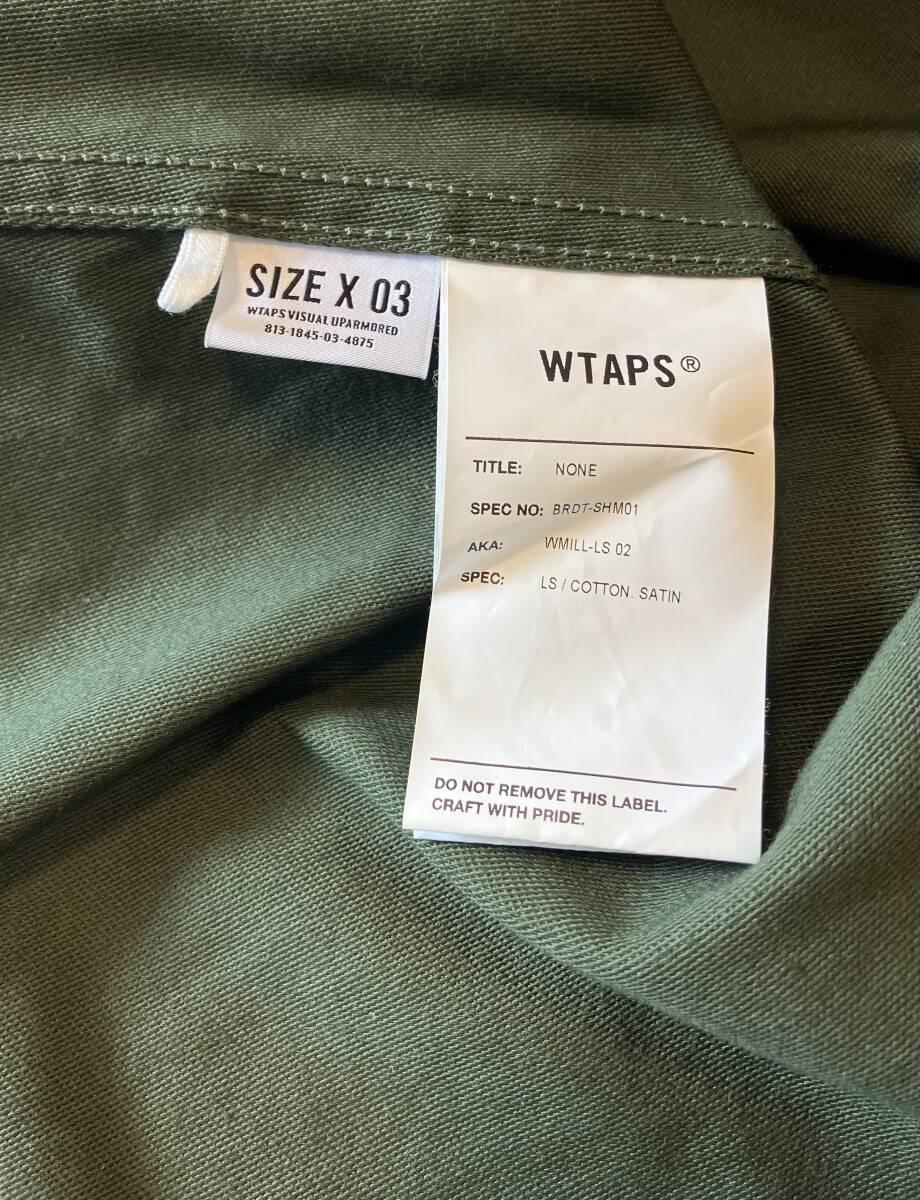 SIZE X 03
WTAPS VISUAL UPARMORED
813-1845-03-4875
WTAPS®
TITLE: NONE
SPEC NO: BRDT-SHM01
AKA: WMILL-LS 02
SPEC: LS / COTTON. SATIN
DO NOT REMOVE THIS LABEL.
CRAFT WITH PRIDE.